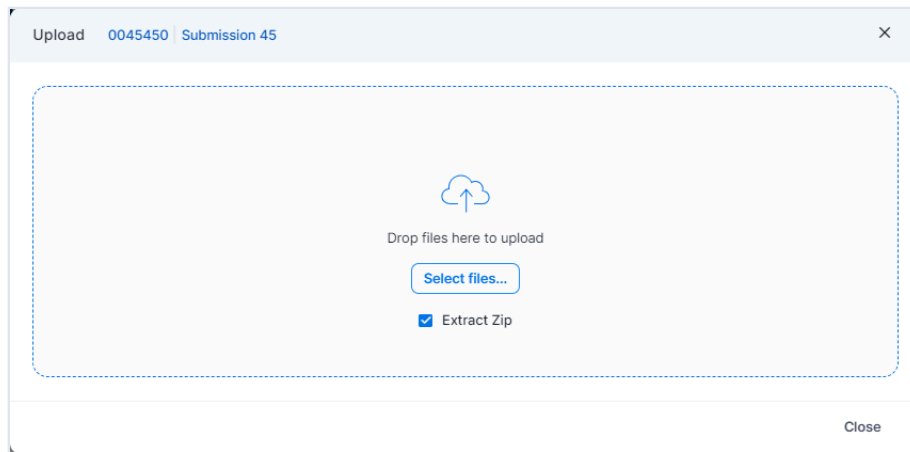 Upload 0045450 Submission 45
Drop files here to upload
Select files...
Extract Zip
Close